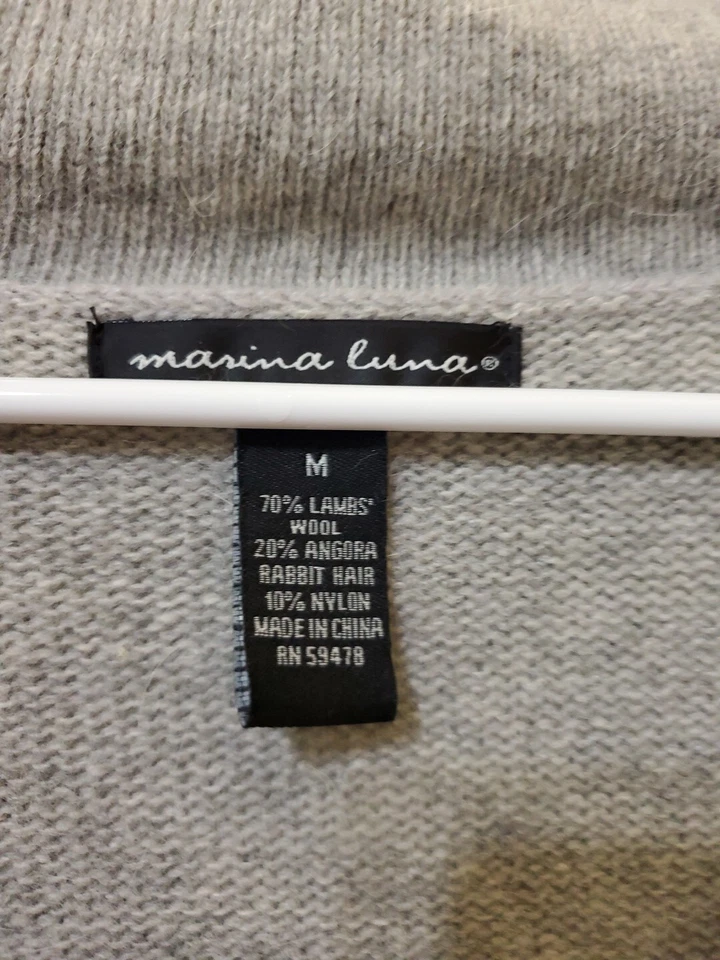 marina luna®
M
70% LAMBS'
WOOL
20% ANGORA
RABBIT HAIR
10% NYLON
MADE IN CHINA
RN 59478